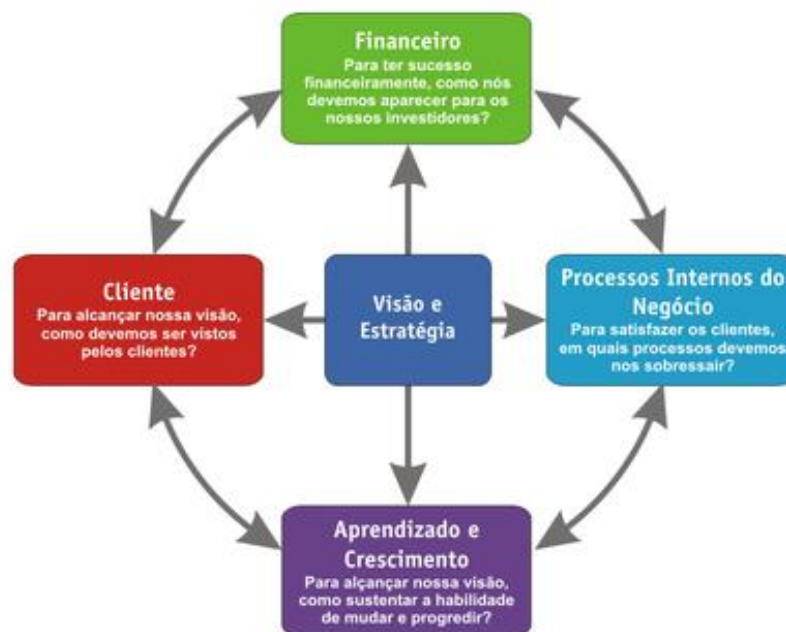 Financeiro
Para ter sucesso
financeiramente, como nós
devemos aparecer para os
nossos investidores?
Cliente
Para alcançar nossa visão,
como devemos ser vistos
pelos clientes?
Visão e
Estratégia
Processos Internos do
Negócio
Para satisfazer os clientes,
em quais processos devemos
nos sobressair?
Aprendizado e
Crescimento
Para alçançar nossa visão,
como sustentar a habilidade
de mudar e progredir?